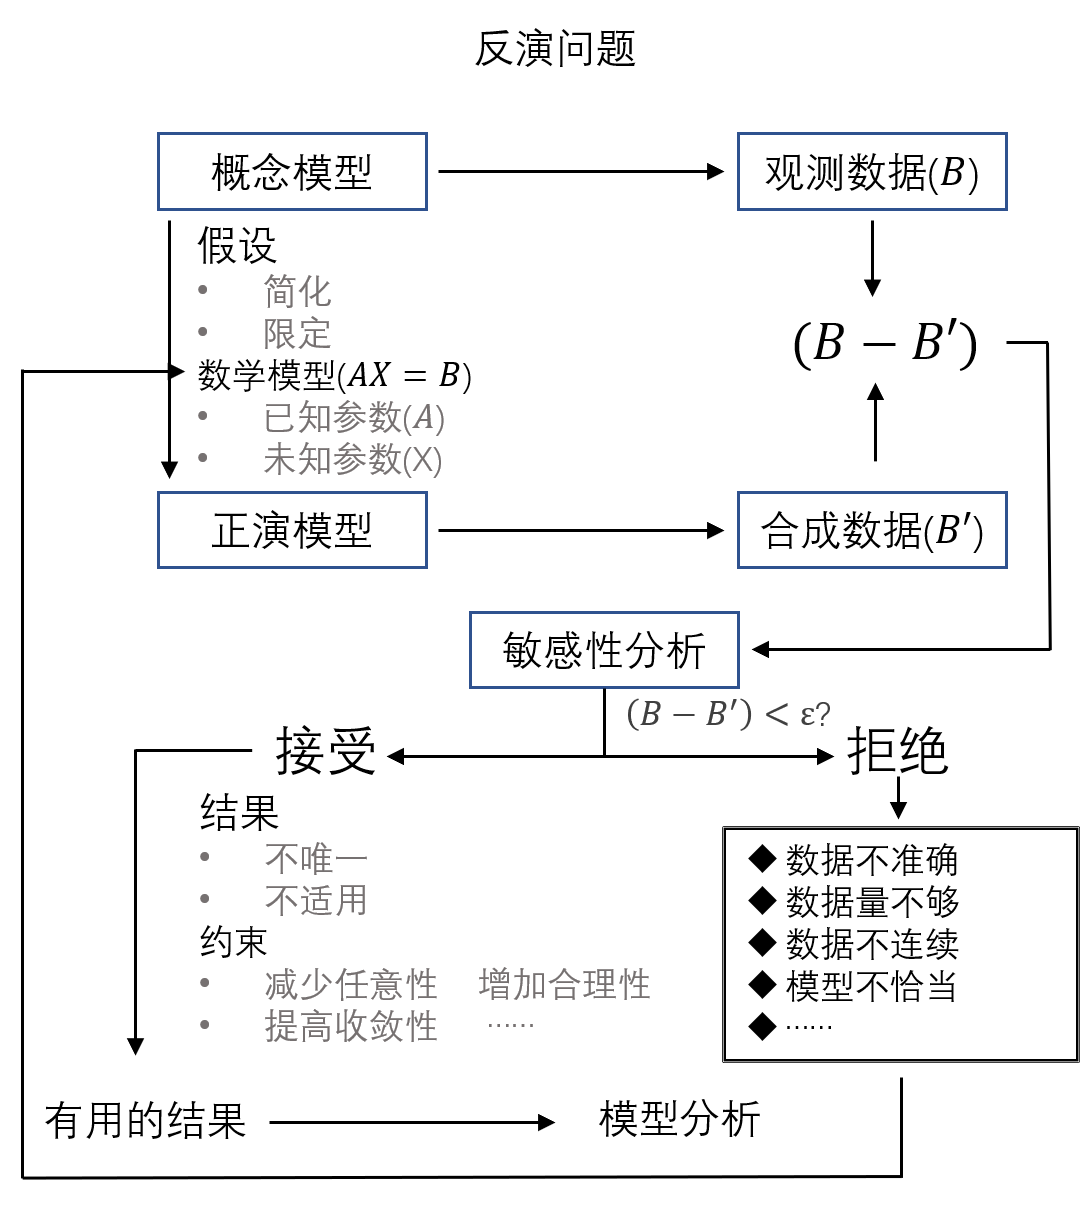 反演问题
概念模型
观测数据(B)
假设
• 简化
• 限定
(B − B′)
数学模型(AX = B)
• 已知参数(A)
• 未知参数(X)
正演模型
合成数据(B′)
敏感性分析
(B − B′) < ε?
接受
拒绝
结果
• 不唯一
• 不适用
约束
• 减少任意性 增加合理性
• 提高收敛性 ······
◆ 数据不准确
◆ 数据量不够
◆ 数据不连续
◆ 模型不恰当
◆ ······
有用的结果
模型分析